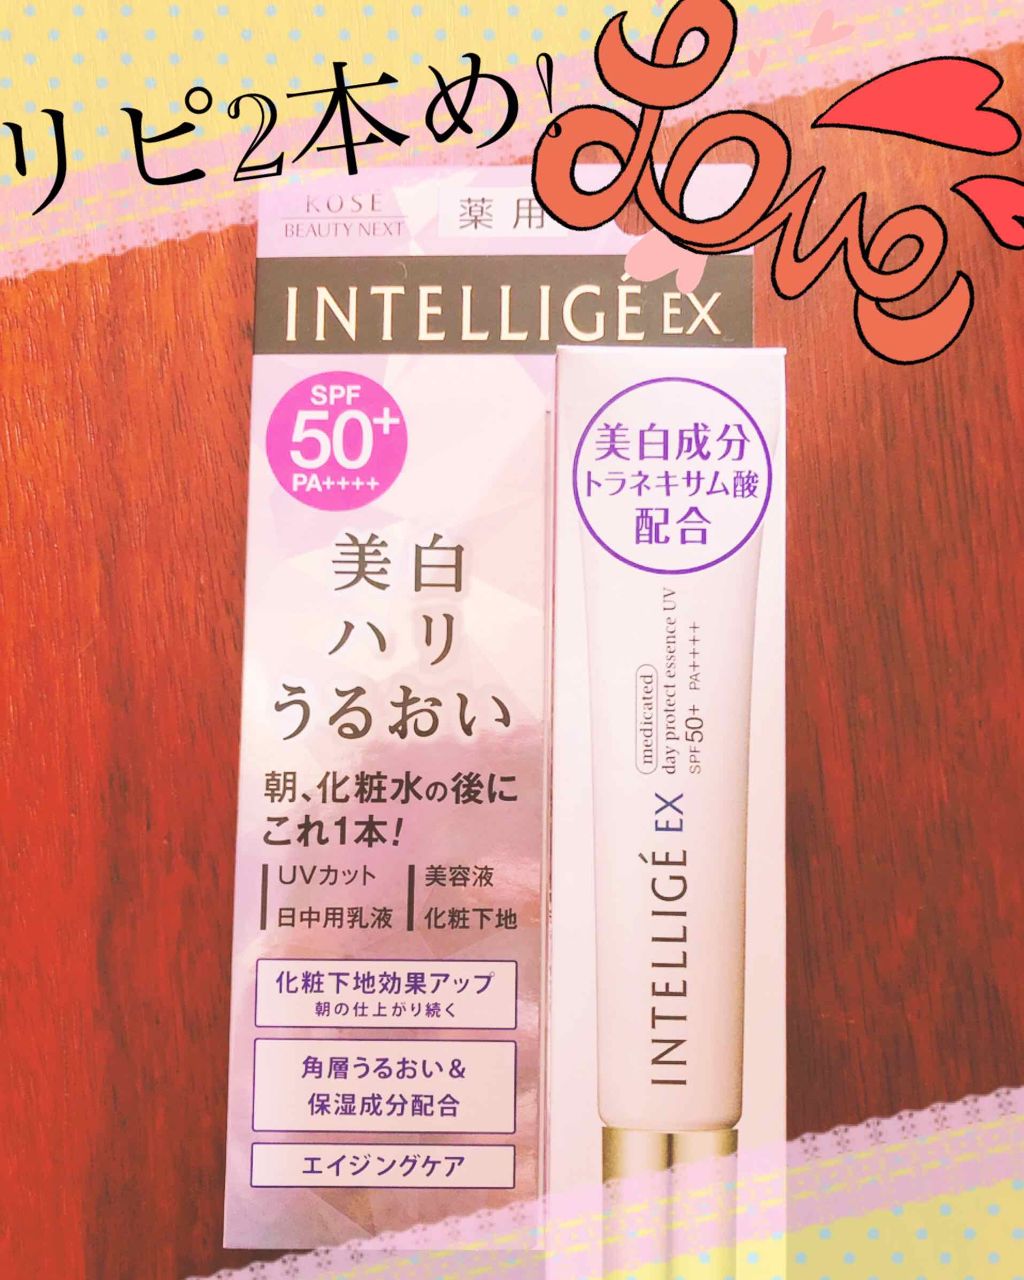 リピ2本め!
Love
KOSÉ
BEAUTY NEXT
薬用
INTELLIGÉ EX
SPF
50+
PA++++
美白
ハリ
うるおい
朝、化粧水の後に
これ1本!
UVカット
日中用乳液
美容液
化粧下地
化粧下地効果アップ
朝の仕上がり続く
角層うるおい&
保湿成分配合
エイジングケア
美白成分
トラネキサム酸
配合
INTELLIGÉ EX
medicated
day protect essence UV
SPF50+ PA++++